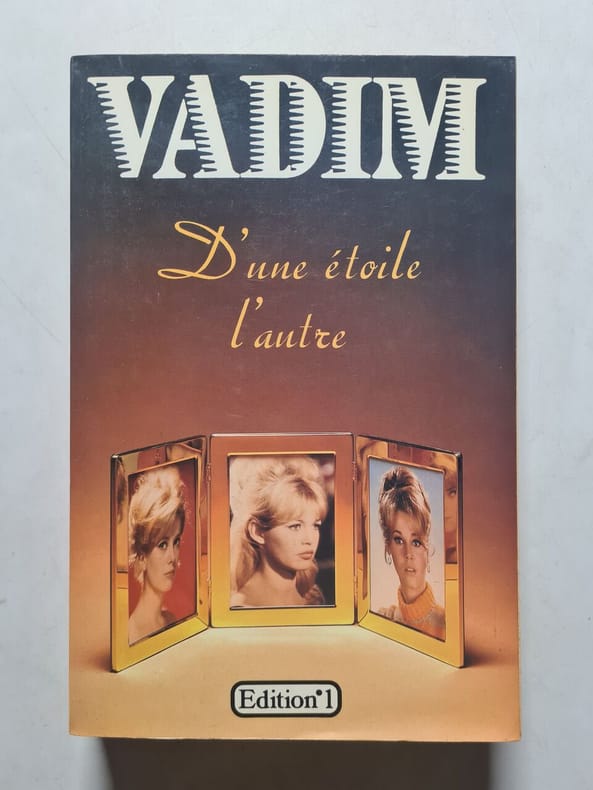 VADIM
D'une étoile
l'autre
Edition°1